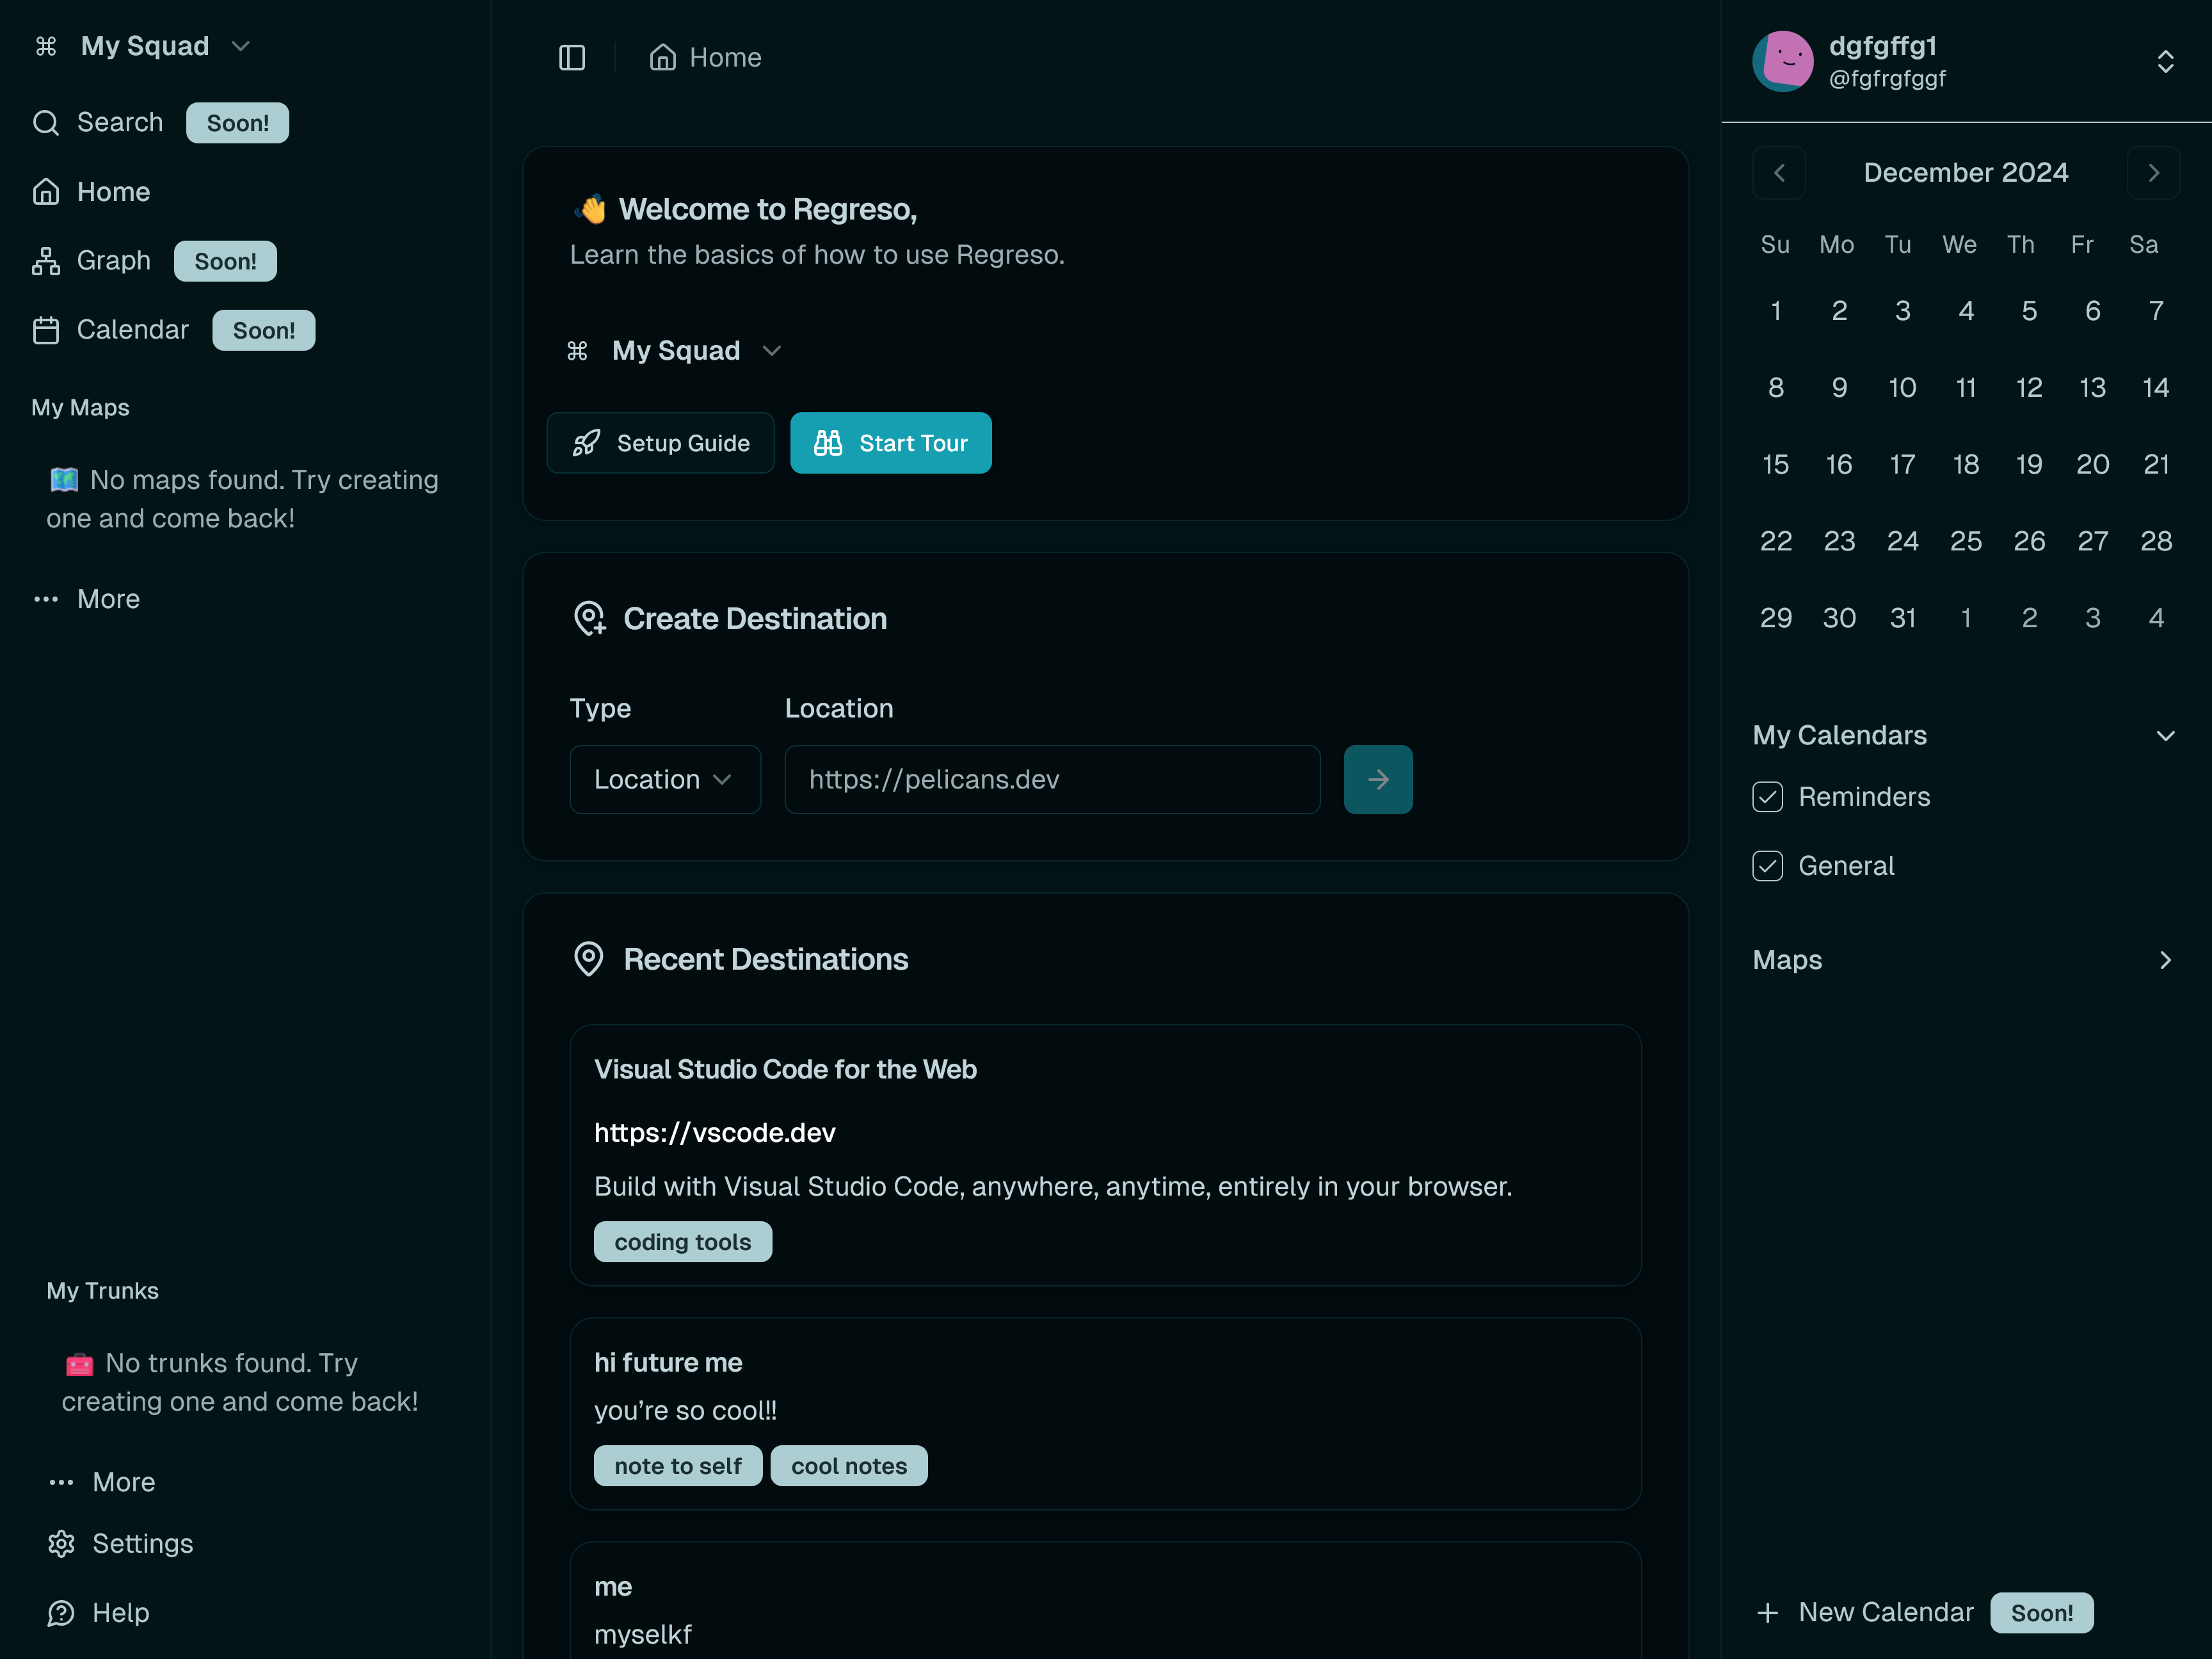 My Squad
Search Soon!
Home
Graph Soon!
Calendar Soon!
My Maps
No maps found. Try creating
one and come back!
More
My Trunks
No trunks found. Try
creating one and come back!
More
Settings
Help
Home
Welcome to Regreso,
Learn the basics of how to use Regreso.
My Squad
Setup Guide Start Tour
Create Destination
Type Location
Location https://pelicans.dev
Recent Destinations
Visual Studio Code for the Web
https://vscode.dev
Build with Visual Studio Code, anywhere, anytime, entirely in your browser.
coding tools
hi future me
you’re so cool!!
note to self cool notes
me
myselkf
dgfgffg1
@fgfrgfggf
December 2024
Su Mo Tu We Th Fr Sa
1 2 3 4 5 6 7
8 9 10 11 12 13 14
15 16 17 18 19 20 21
22 23 24 25 26 27 28
29 30 31 1 2 3 4
My Calendars
Reminders
General
Maps
New Calendar Soon!